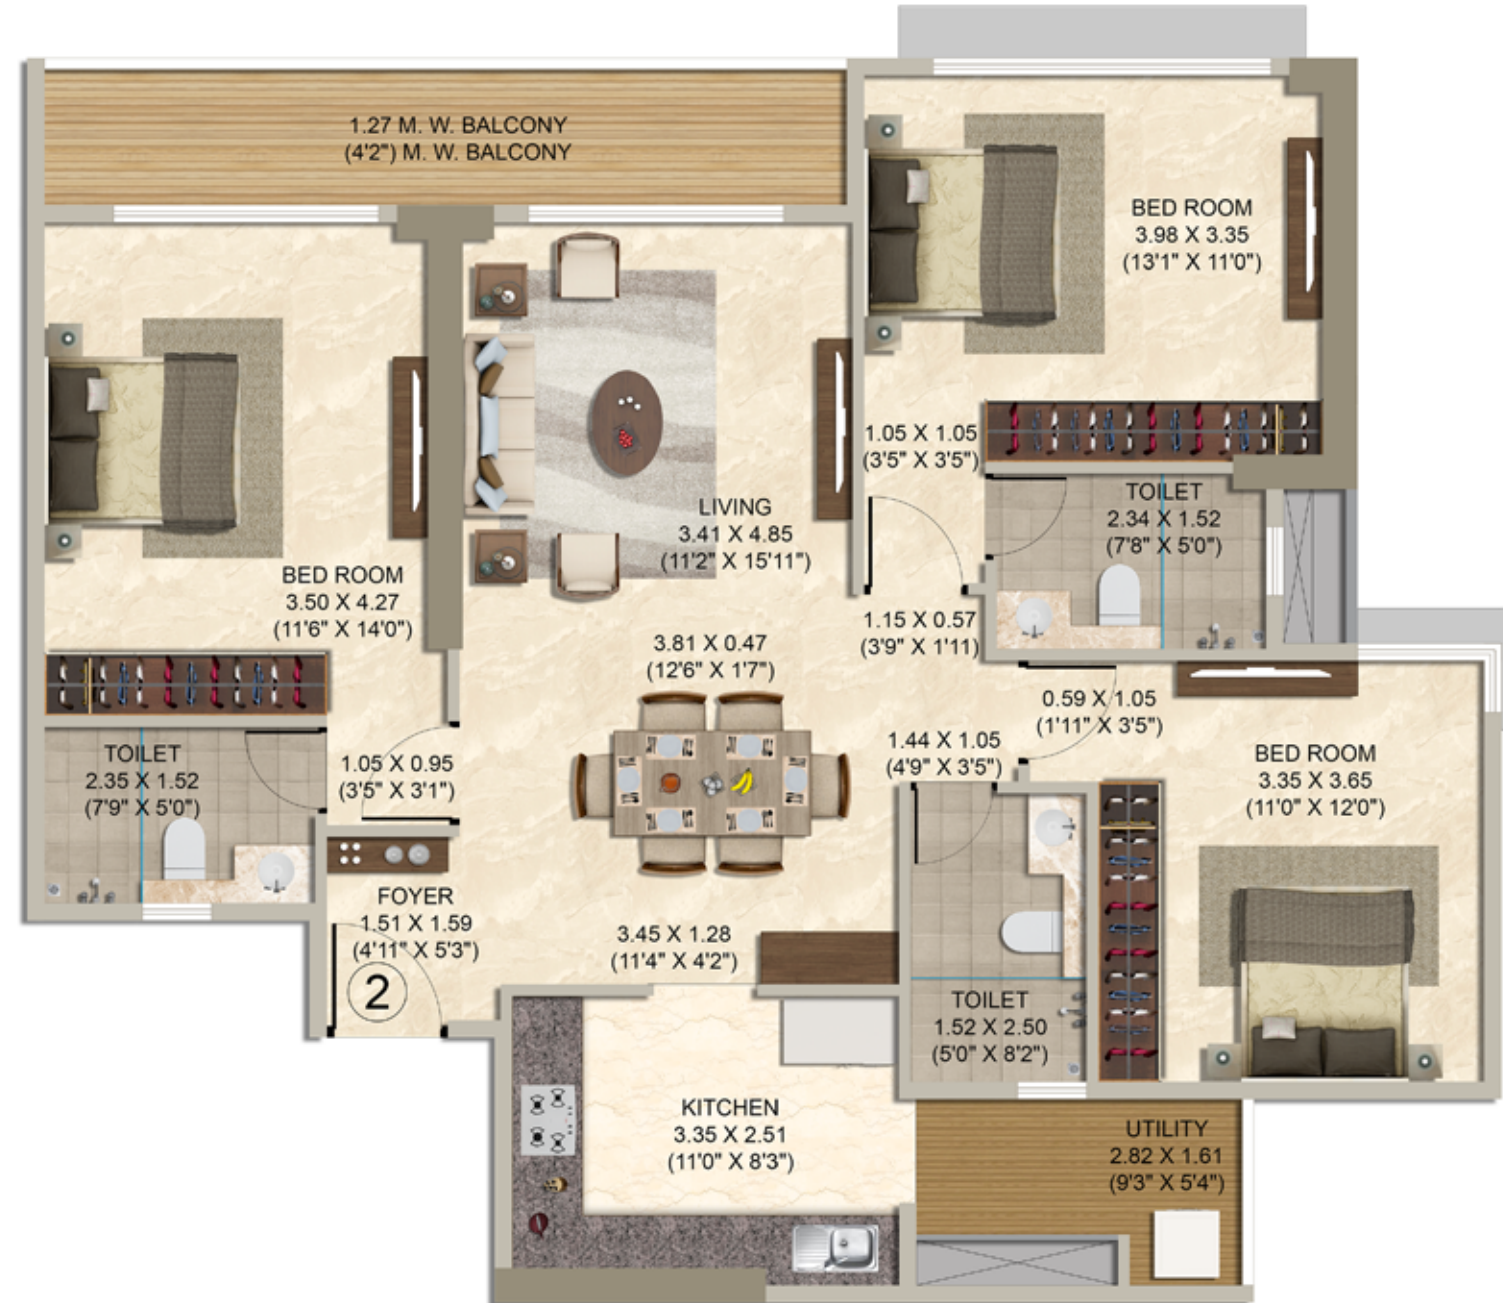 1.27 M. W. BALCONY
(4'2") M. W. BALCONY
BED ROOM
3.98 X 3.35
(13'1" X 11'0")
1.05 X 1.05
(3'5" X 3'5")
TOILET
2.34 X 1.52
(7'8" X 5'0")
LIVING
3.41 X 4.85
(11'2" X 15'11")
BED ROOM
3.50 X 4.27
(11'6" X 14'0")
1.15 X 0.57
(3'9" X 1'11)
3.81 X 0.47
(12'6" X 1'7")
0.59 X 1.05
(1'11" X 3'5")
1.44 X 1.05
(4'9" X 3'5")
TOILET
2.35 X 1.52
(7'9" X 5'0")
1.05 X 0.95
(3'5" X 3'1")
BED ROOM
3.35 X 3.65
(11'0" X 12'0")
FOYER
1.51 X 1.59
(4'11" X 5'3")
2
3.45 X 1.28
(11'4" X 4'2")
TOILET
1.52 X 2.50
(5'0" X 8'2")
KITCHEN
3.35 X 2.51
(11'0" X 8'3")
UTILITY
2.82 X 1.61
(9'3" X 5'4")